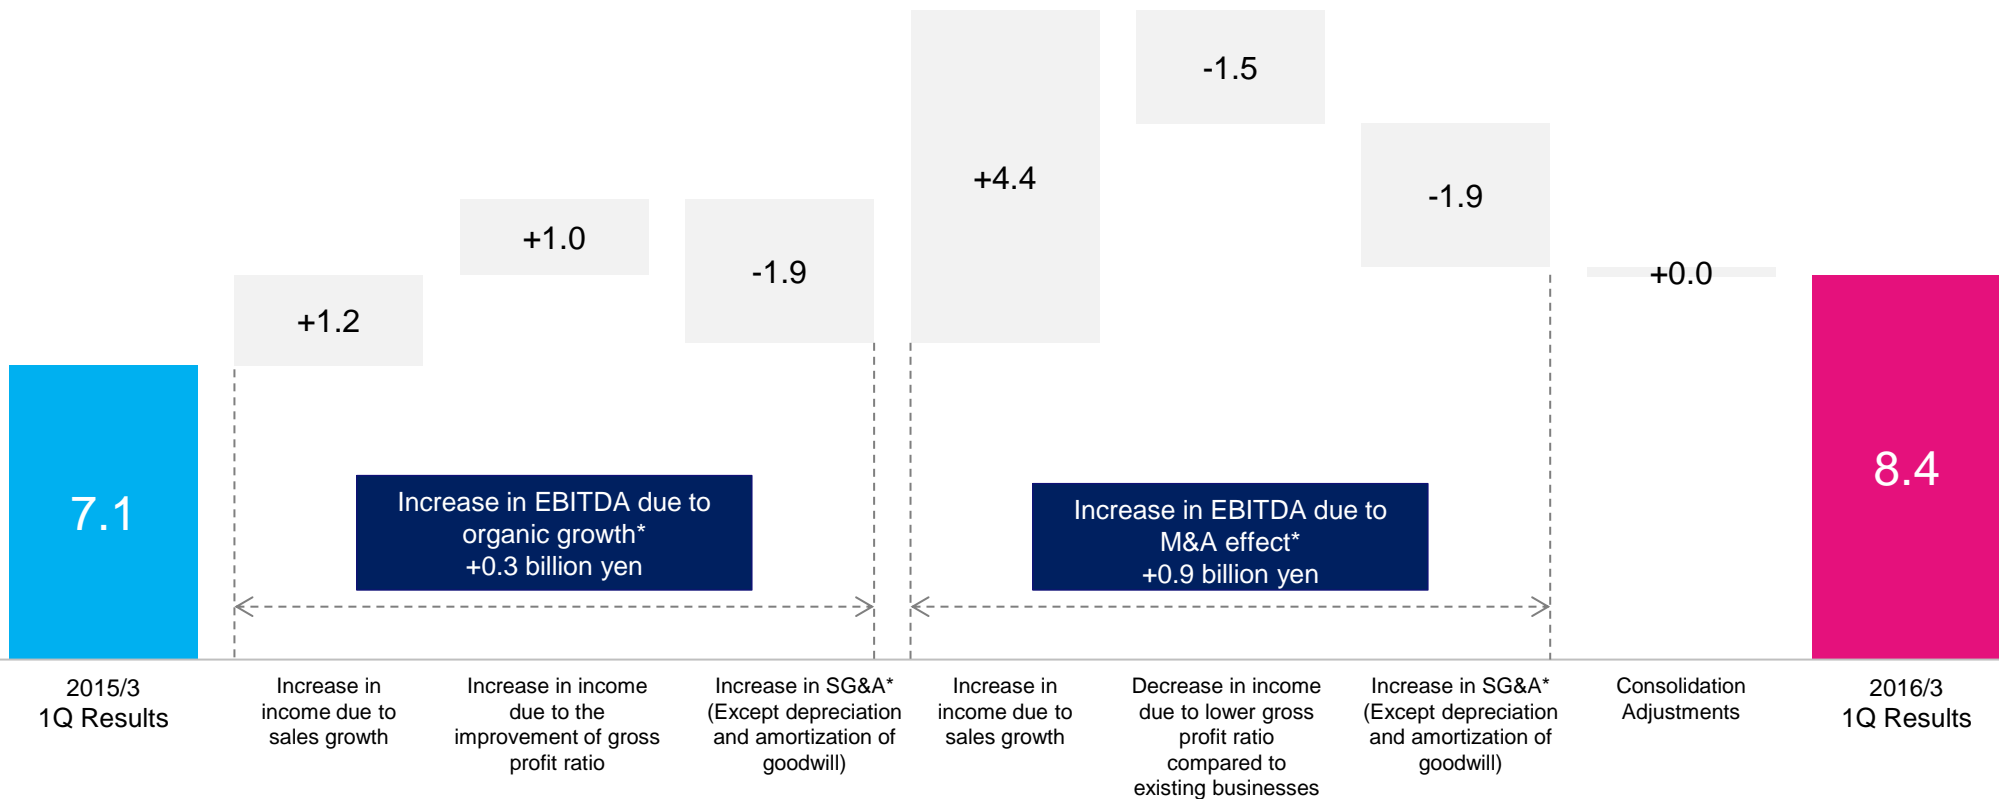 7.1
+1.2
+1.0
-1.9
+4.4
-1.5
-1.9
+0.0
8.4
Increase in EBITDA due to
organic growth*
+0.3 billion yen
Increase in EBITDA due to
M&A effect*
+0.9 billion yen
2015/3
1Q Results
Increase in
income due to
sales growth
Increase in income
due to the
improvement of gross
profit ratio
Increase in SG&A*
(Except depreciation
and amortization of
goodwill)
Increase in
income due to
sales growth
Decrease in income
due to lower gross
profit ratio
compared to
existing businesses
Increase in SG&A*
(Except depreciation
and amortization of
goodwill)
Consolidation
Adjustments
2016/3
1Q Results